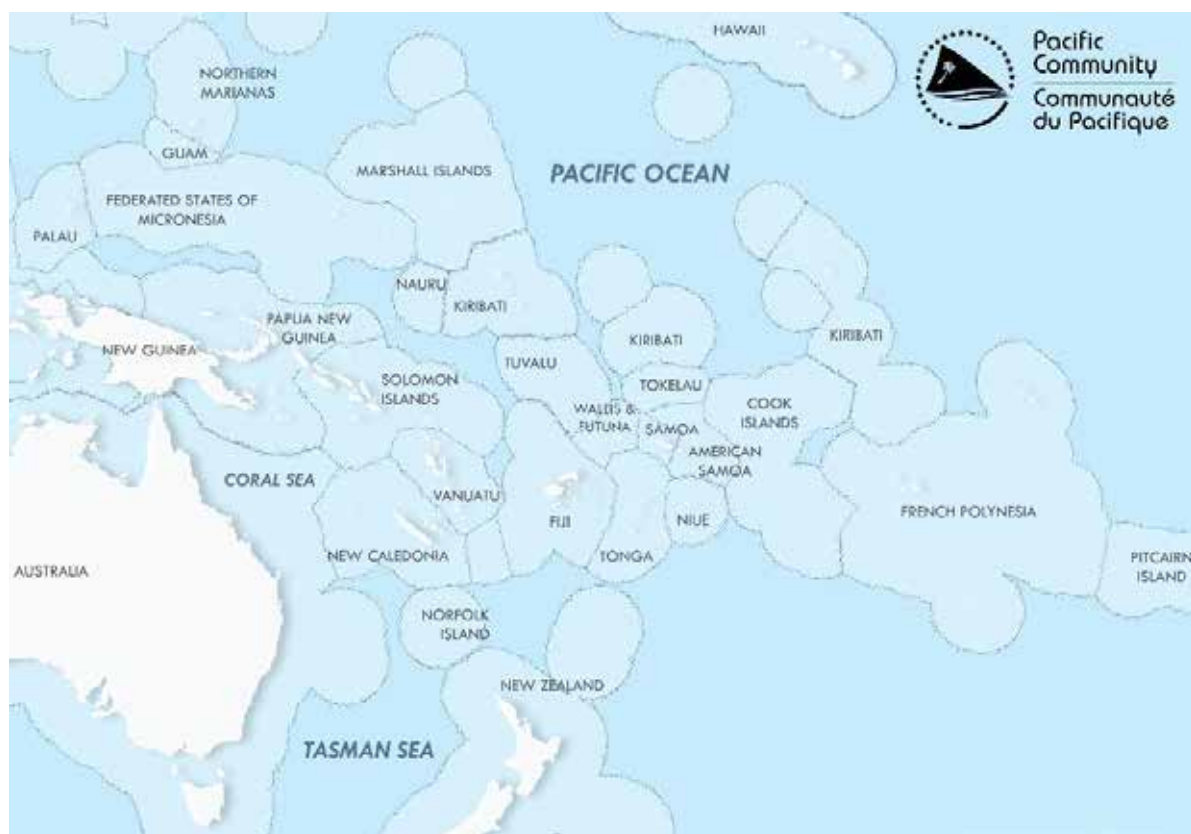 HAWAII
Pacific
Community
Communauté
du Pacifique
NORTHERN
MARIANAS
GUAM
MARSHALL ISLANDS
PACIFIC OCEAN
FEDERATED STATES OF
MICRONESIA
PALAU
NAURU
KIRIBATI
PAPUA NEW
GUINEA
NEW GUINEA
KIRIBATI
KIRIBATI
TUVALU
SOLOMON
ISLANDS
TOKELAU
COOK
ISLANDS
WALLIS &
FUTUNA
SAMOA
AMERICAN
SAMOA
CORAL SEA
VANUATU
FIJI
NIUE
FRENCH POLYNESIA
NEW CALEDONIA
TONGA
AUSTRALIA
PITCAIRN
ISLAND
NORFOLK
ISLAND
NEW ZEALAND
TASMAN SEA